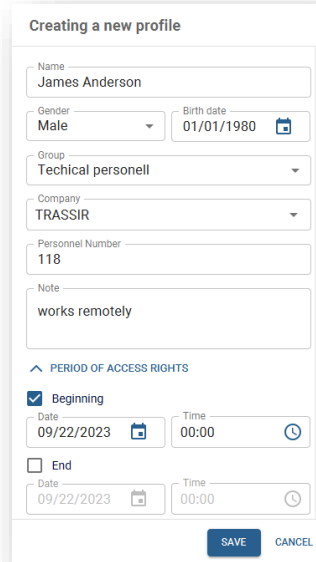 Creating a new profile
Name
James Anderson
Gender
Male
Birth date
01/01/1980
Group
Techical personell
Company
TRASSIR
Personnel Number
118
Note
works remotely
PERIOD OF ACCESS RIGHTS
Beginning
Date
09/22/2023
Time
00:00
End
Date
09/22/2023
Time
00:00
SAVE
CANCEL